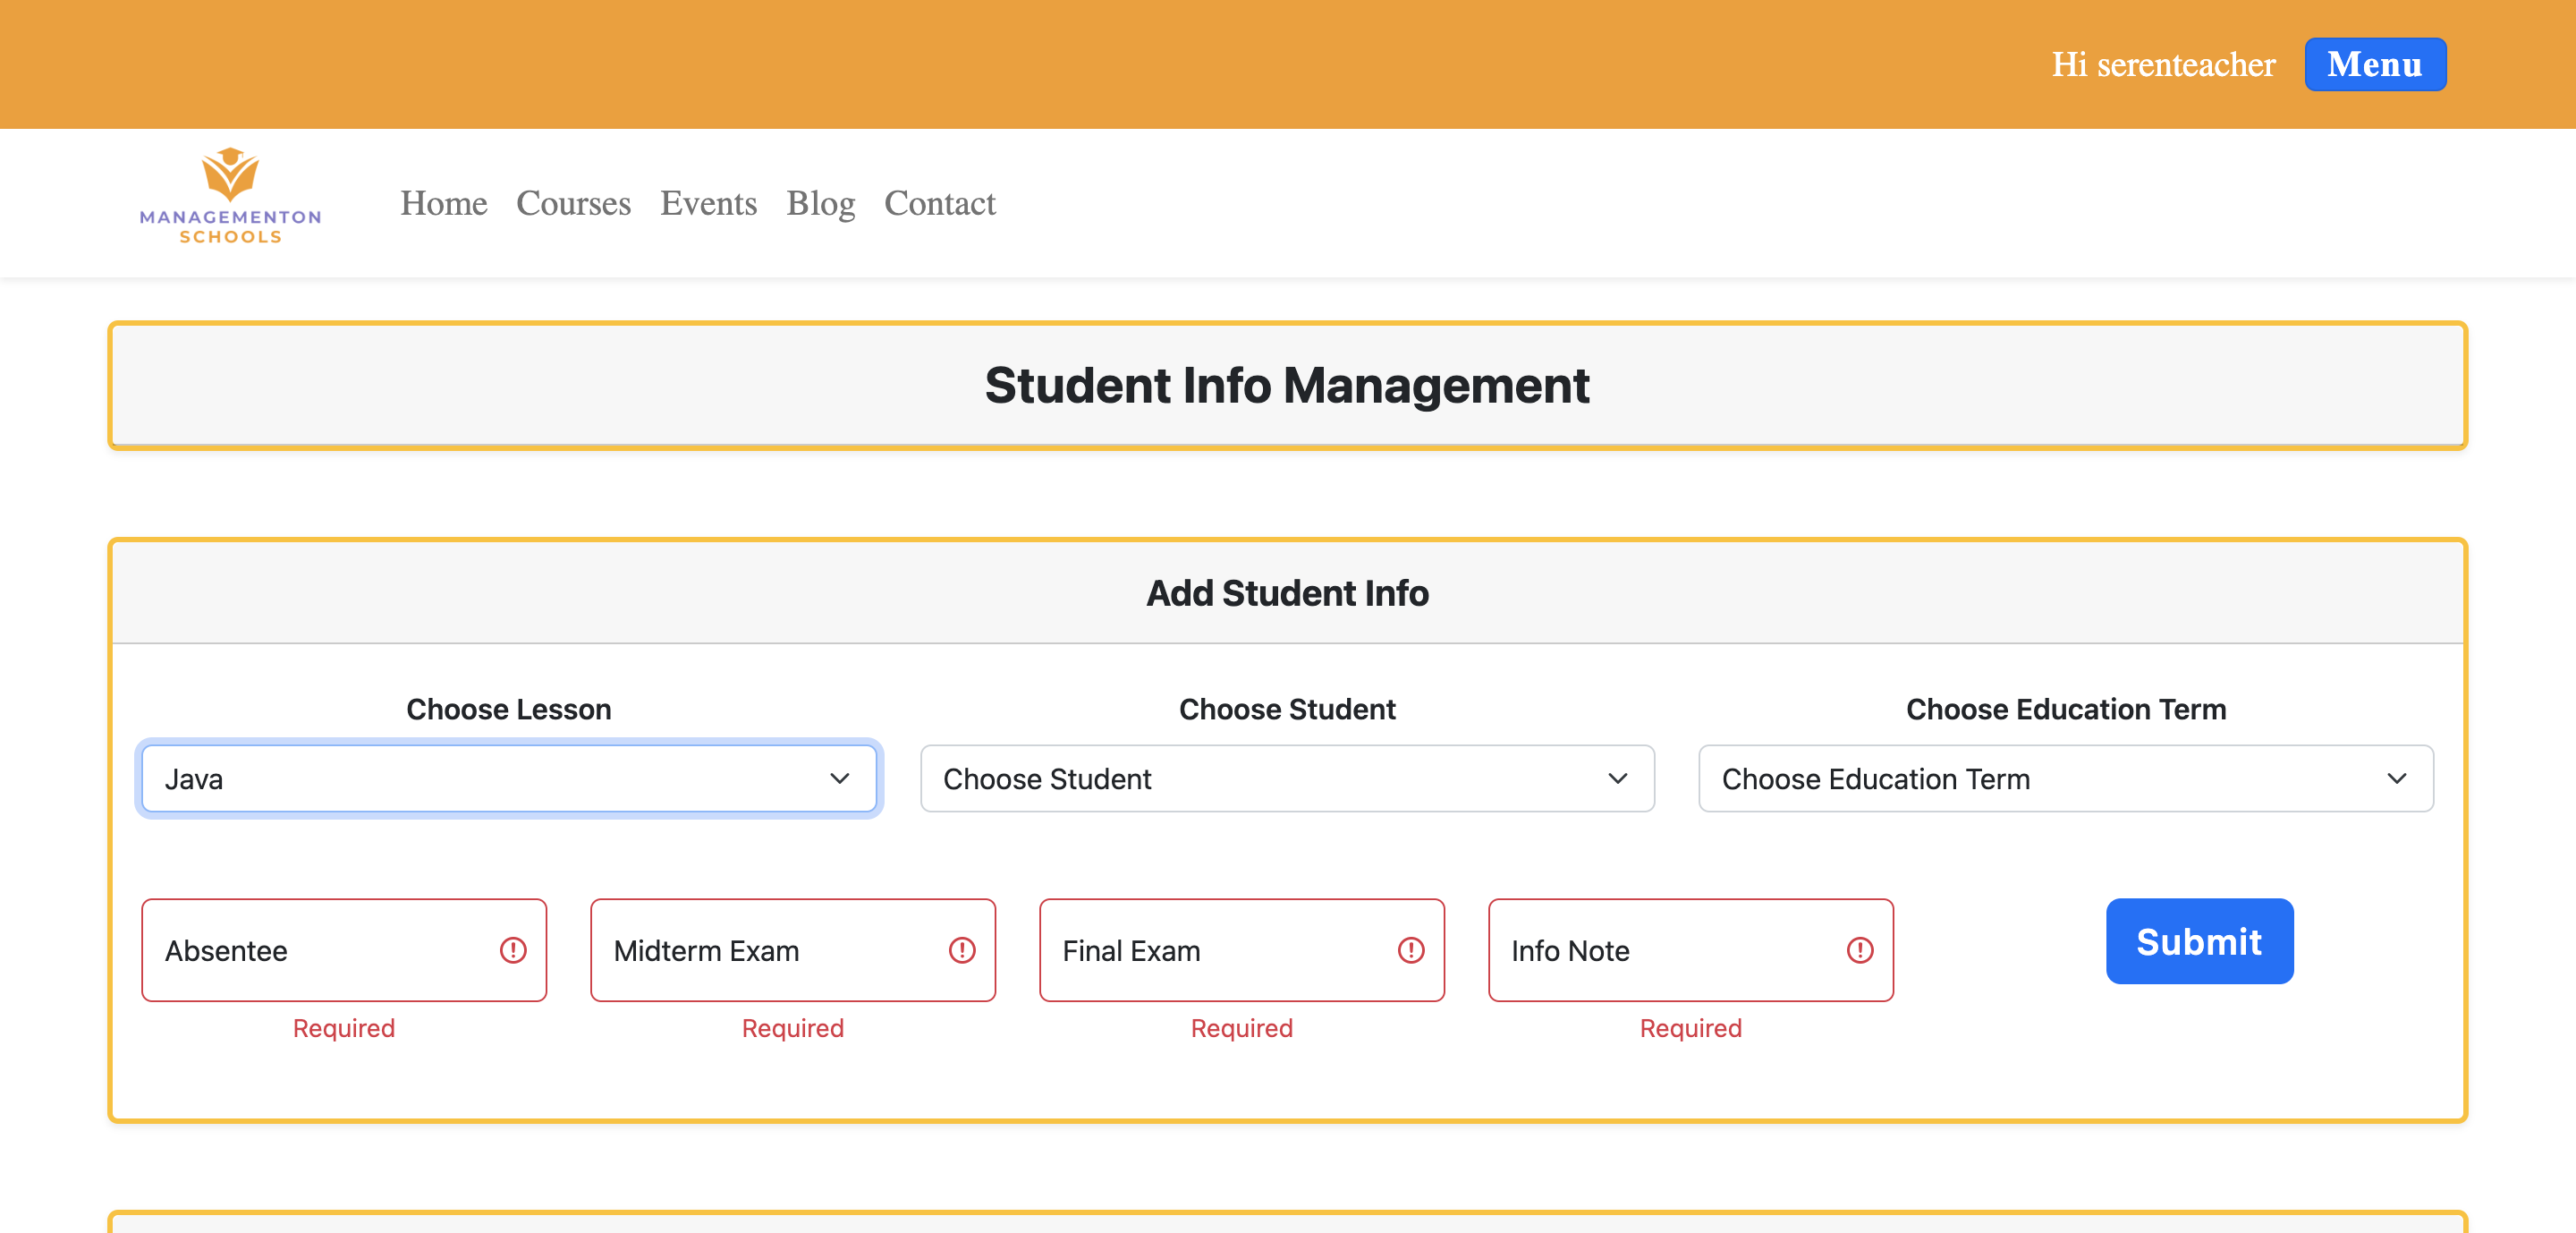 Hi serenteacher Menu
MANAGEMENTON
SCHOOLS
Home Courses Events Blog Contact
Student Info Management
Add Student Info
Choose Lesson Choose Student Choose Education Term
Java Choose Student Choose Education Term
Absentee Midterm Exam Final Exam Info Note Submit
Required Required Required Required